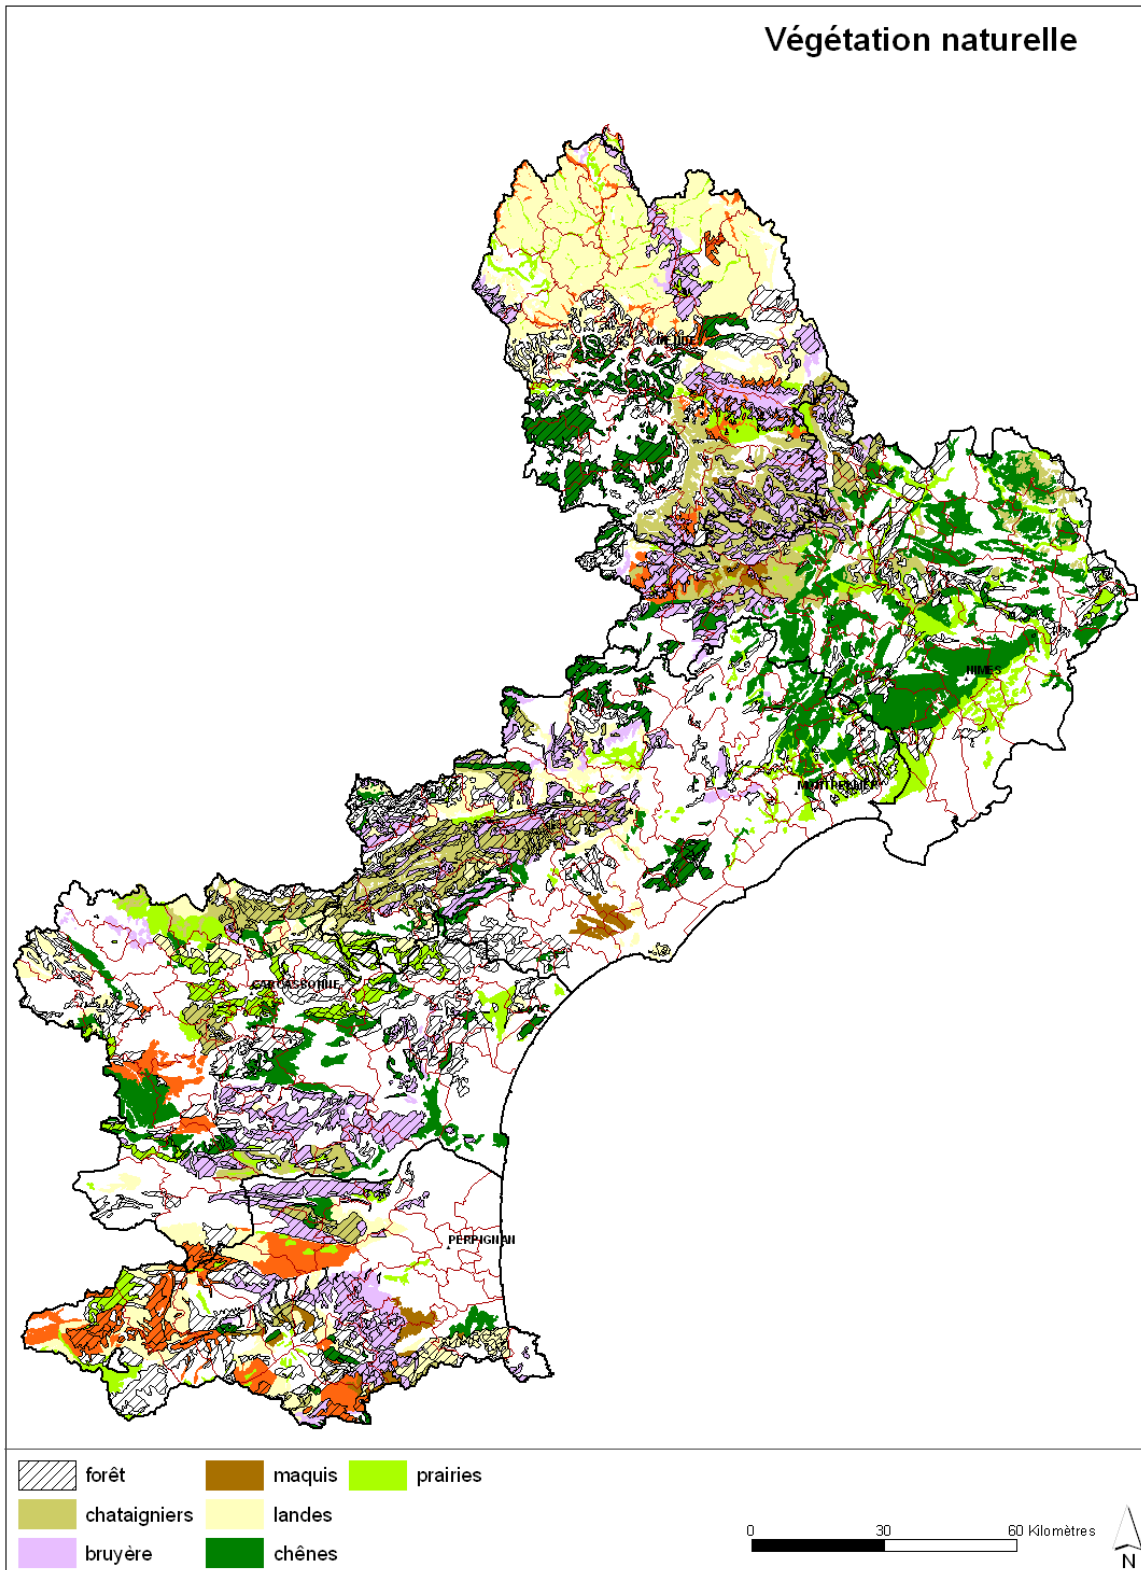 Végétation naturelle
MENDE
NIMES
MONTPELLIER
CARCASSONNE
PERPIGNAN
forêt
maquis
prairies
chataigniers
landes
bruyère
chênes
0 30 60 Kilomètres
N